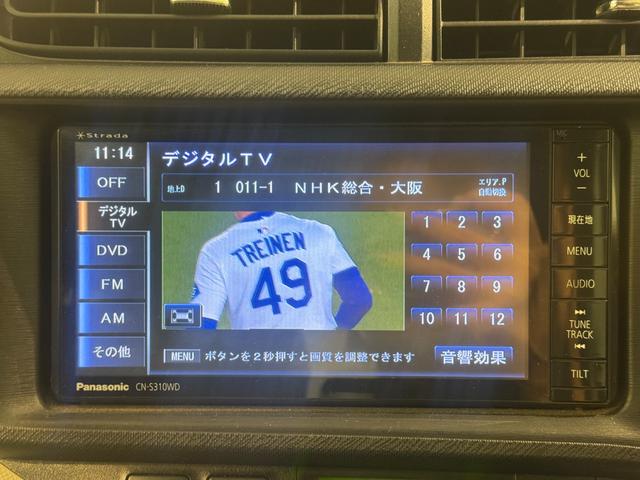 Strada
11:14
デジタルTV
OFF
地上D 1 011-1 NHK総合・大阪 エリア.P
自動切換
デジタル
TV
DVD
FM
AM
その他
TREINEN
49
1 2 3
4 5 6
7 8 9
10 11 12
MENU ボタンを2秒押すと画質を調整できます
音響効果
Panasonic CN-S310WD
MIC
+
VOL
−
現在地
MENU
AUDIO
TUNE
TRACK
TILT